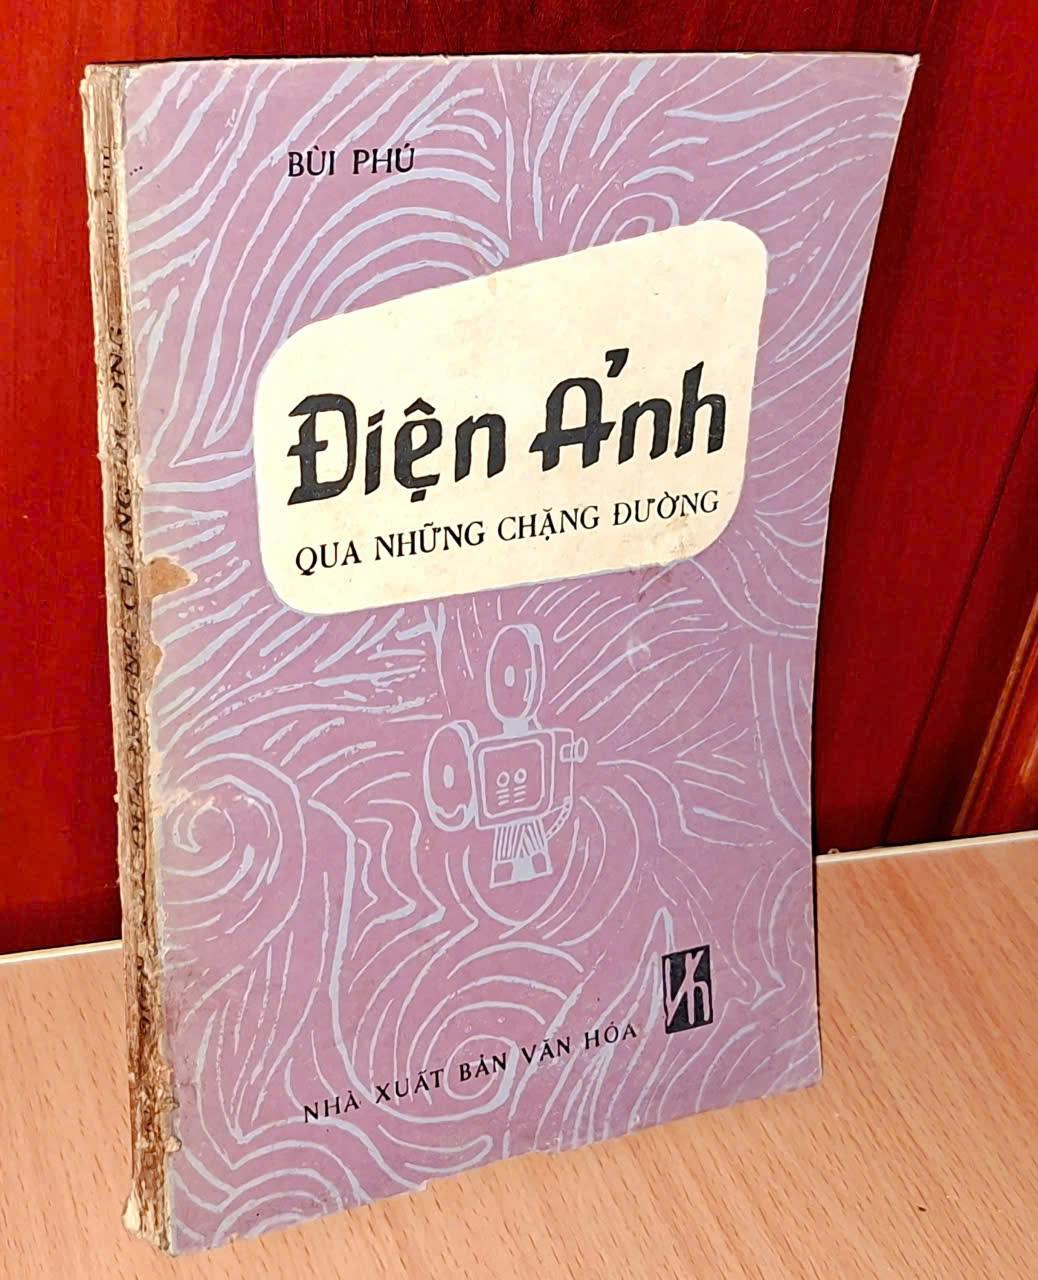 BÙI PHÚ
Điện Ảnh
QUA NHỮNG CHẶNG ĐƯỜNG
NHÀ XUẤT BẢN VĂN HÓA